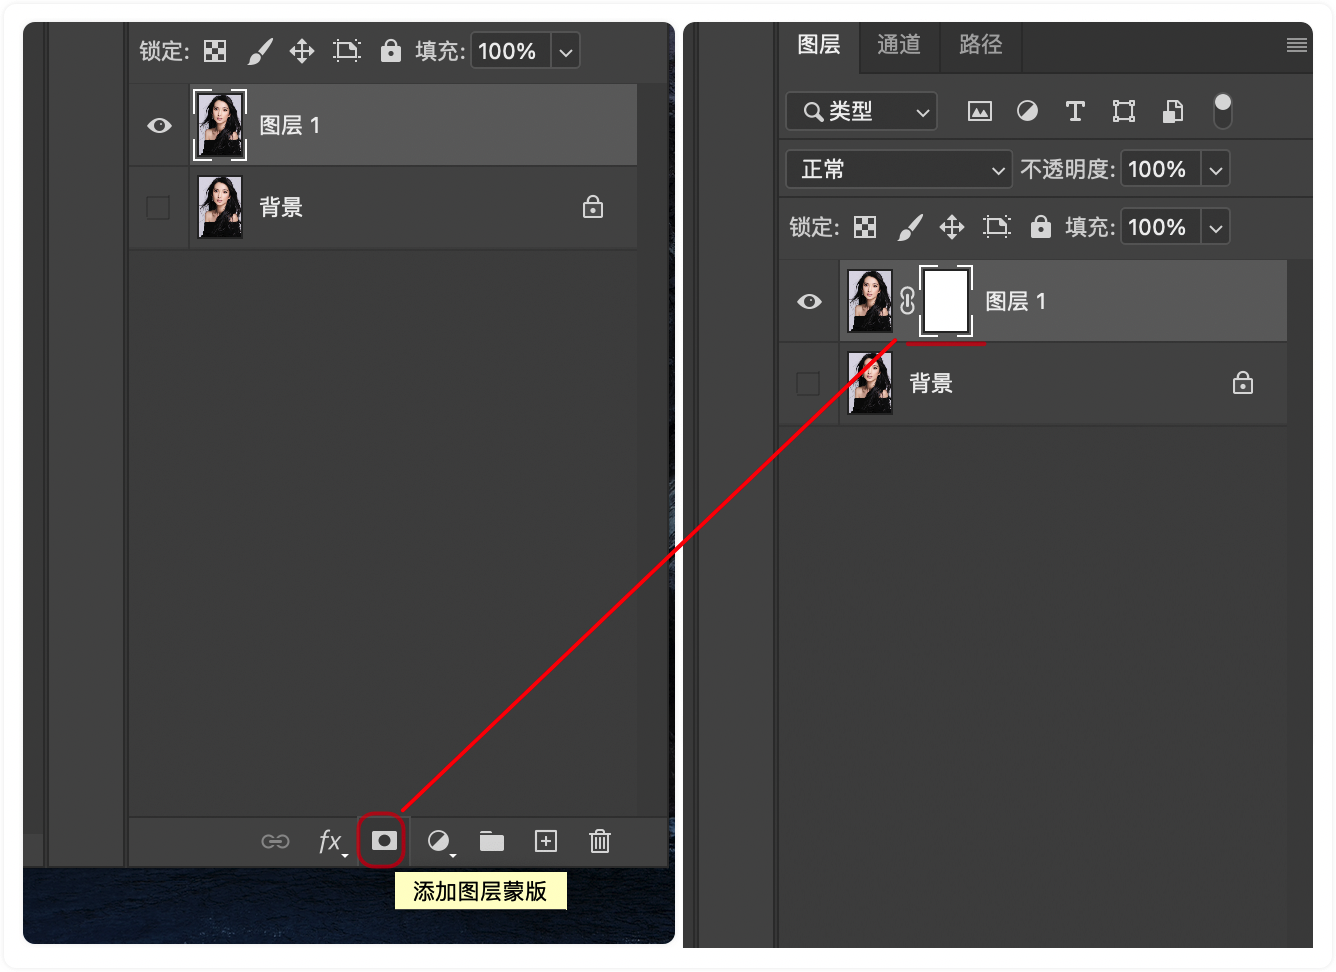 锁定: 填充: 100%
图层 1
背景
fx
添加图层蒙版
图层 通道 路径
类型 T
正常 不透明度: 100%
锁定: 填充: 100%
图层 1
背景